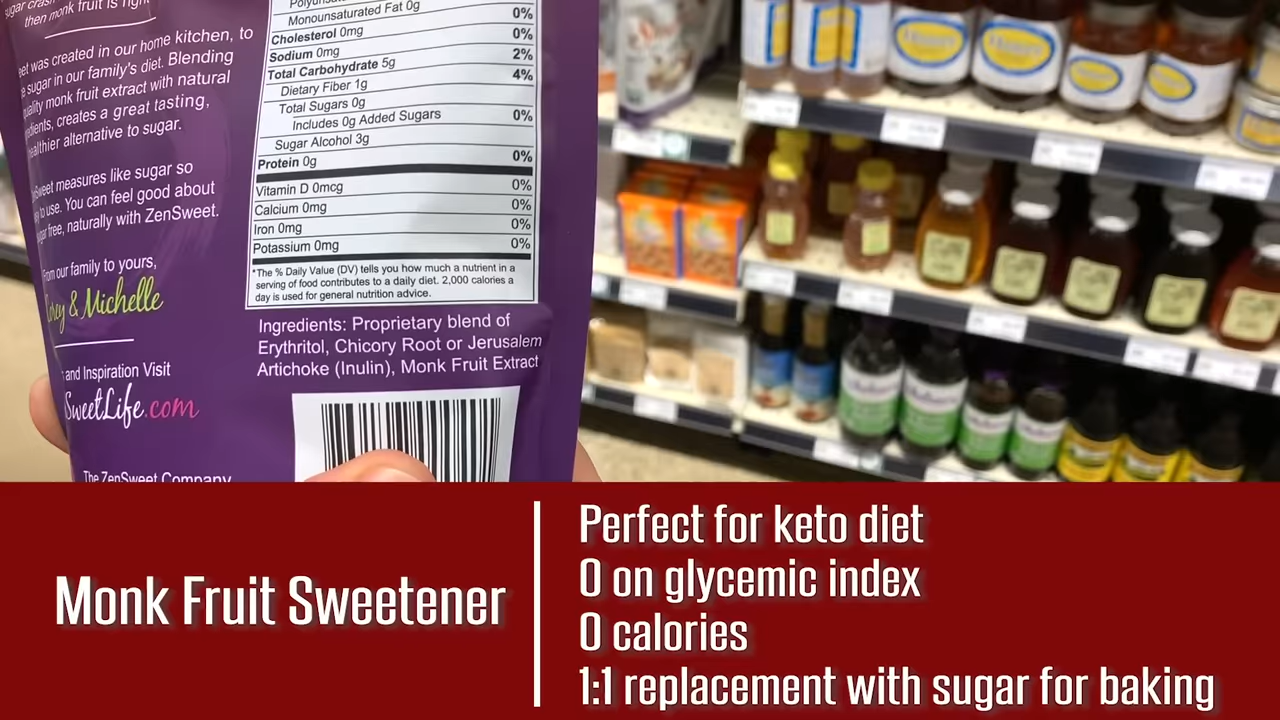 sugar crash
then monk fruit is right
was created in our home kitchen, to
sugar in our family's diet. Blending
monk fruit extract with natural
creates a great tasting,
alternative to sugar.
measures like sugar so
to use. You can feel good about
free, naturally with ZenSweet.
our family to yours,
& Michelle
and Inspiration Visit
SweetLife.com
The ZenSweet Company
Monounsaturated Fat 0g 0%
Cholesterol 0mg 0%
Sodium 0mg 2%
Total Carbohydrate 5g 4%
Dietary Fiber 1g
Total Sugars 0g
Includes 0g Added Sugars 0%
Sugar Alcohol 3g
Protein 0g 0%
Vitamin D 0mcg 0%
Calcium 0mg 0%
Iron 0mg 0%
Potassium 0mg 0%
*The % Daily Value (DV) tells you how much a nutrient in a
serving of food contributes to a daily diet. 2,000 calories a
day is used for general nutrition advice.
Ingredients: Proprietary blend of
Erythritol, Chicory Root or Jerusalem
Artichoke (Inulin), Monk Fruit Extract
Monk Fruit Sweetener
Perfect for keto diet
0 on glycemic index
0 calories
1:1 replacement with sugar for baking